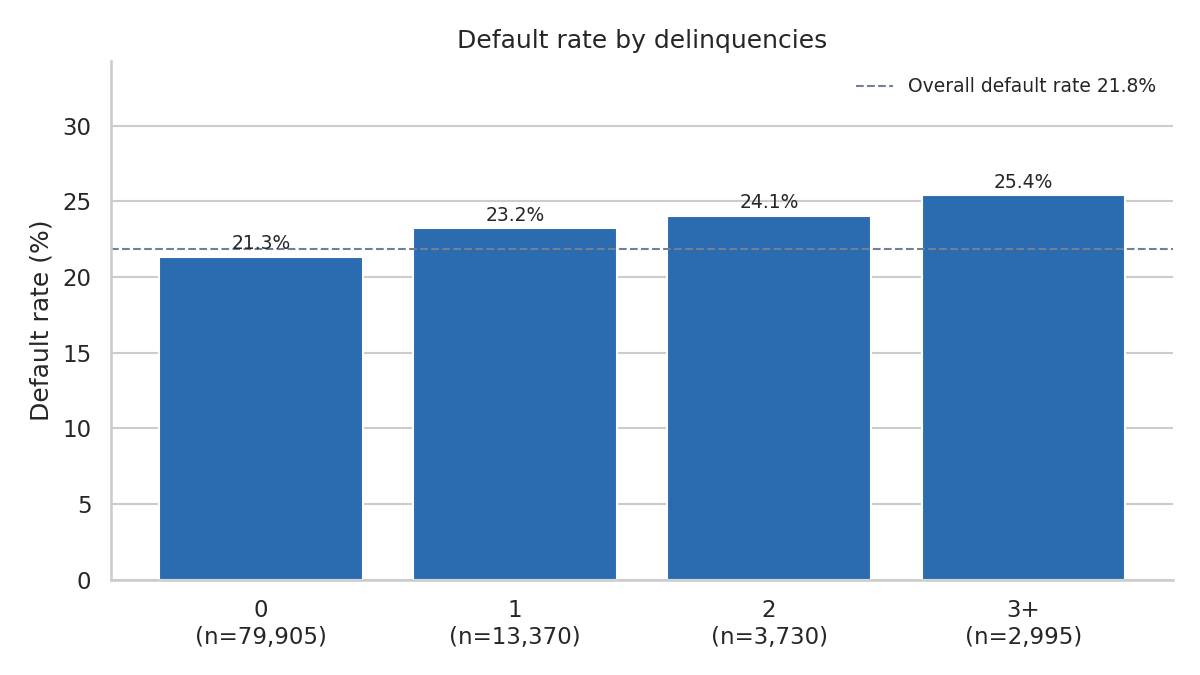 Default rate by delinquencies
Overall default rate 21.8%
Default rate (%)
30
25
20
15
10
5
0
21.3%
23.2%
24.1%
25.4%
0
(n=79,905)
1
(n=13,370)
2
(n=3,730)
3+
(n=2,995)